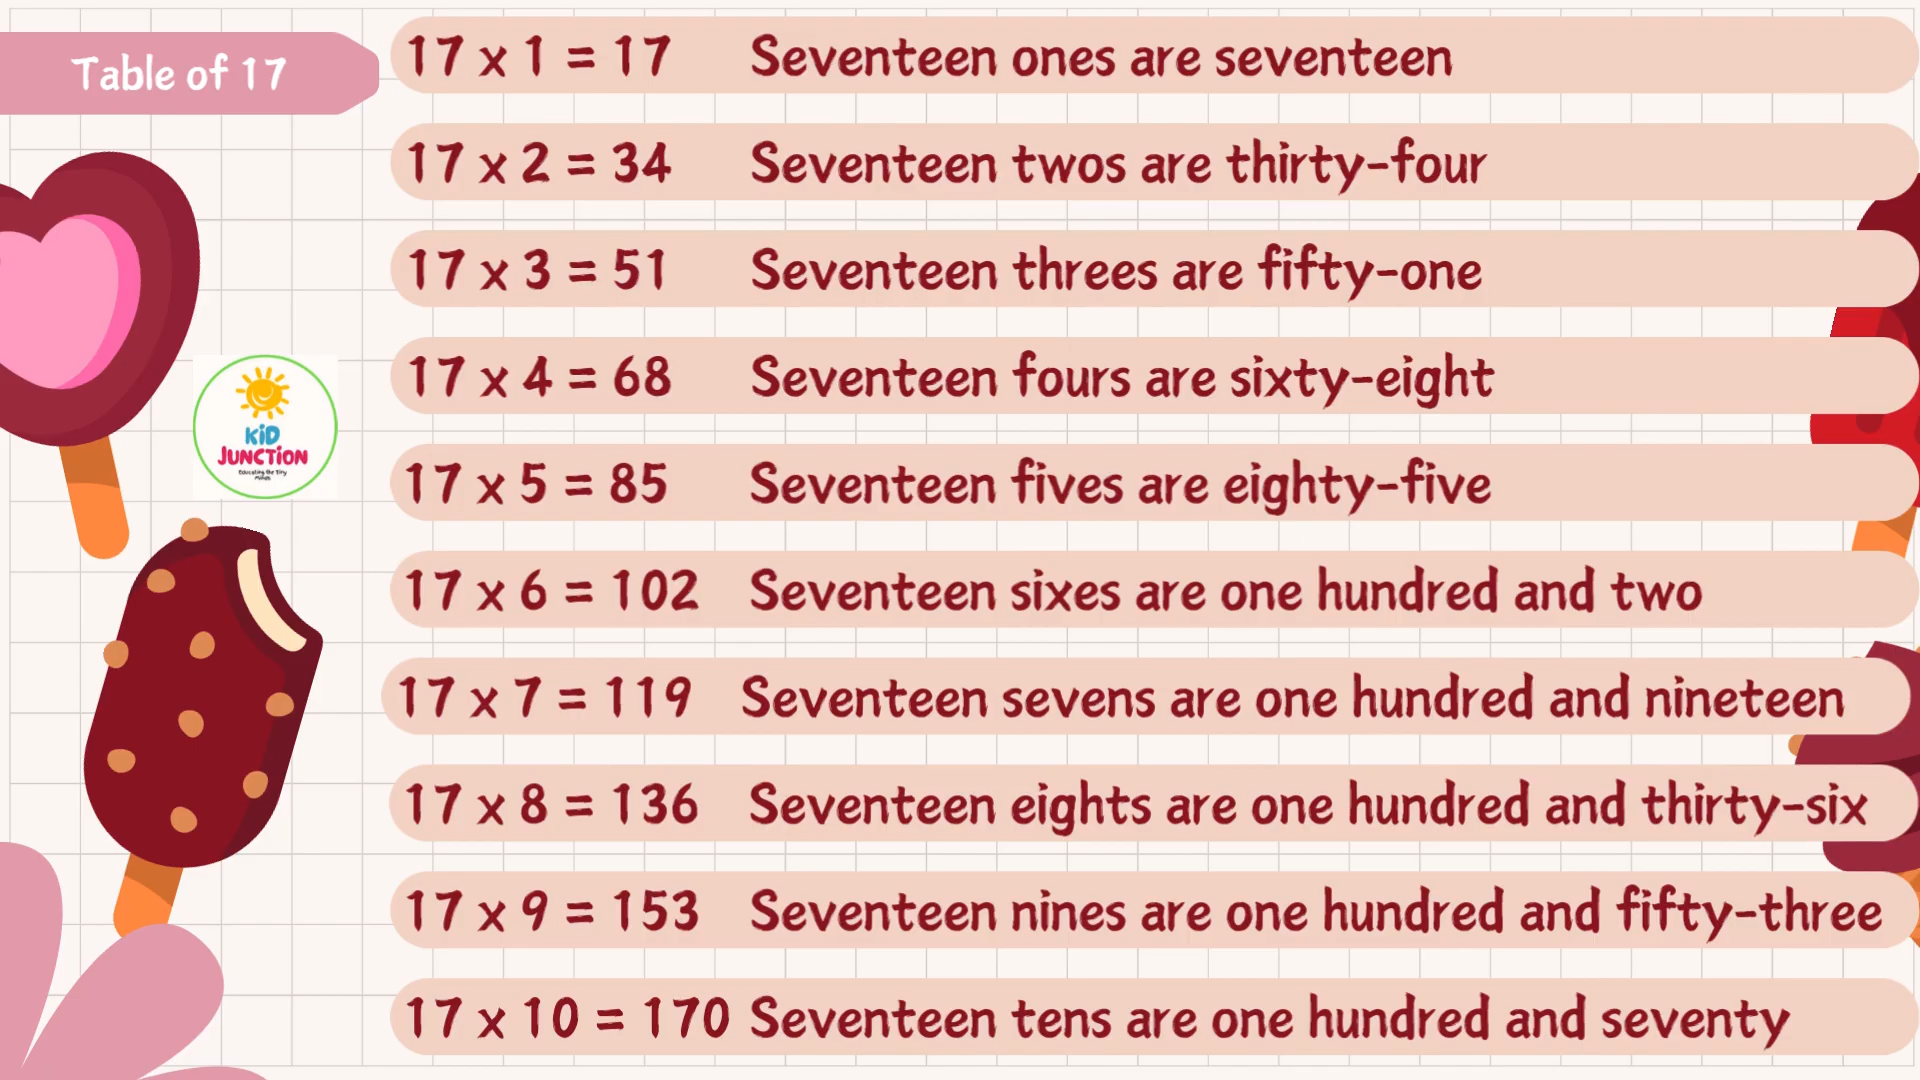 Table of 17
17 x 1 = 17 Seventeen ones are seventeen
17 x 2 = 34 Seventeen twos are thirty-four
17 x 3 = 51 Seventeen threes are fifty-one
17 x 4 = 68 Seventeen fours are sixty-eight
17 x 5 = 85 Seventeen fives are eighty-five
17 x 6 = 102 Seventeen sixes are one hundred and two
17 x 7 = 119 Seventeen sevens are one hundred and nineteen
17 x 8 = 136 Seventeen eights are one hundred and thirty-six
17 x 9 = 153 Seventeen nines are one hundred and fifty-three
17 x 10 = 170 Seventeen tens are one hundred and seventy
KiD
JUNCTION
Educating the tiny
Minds